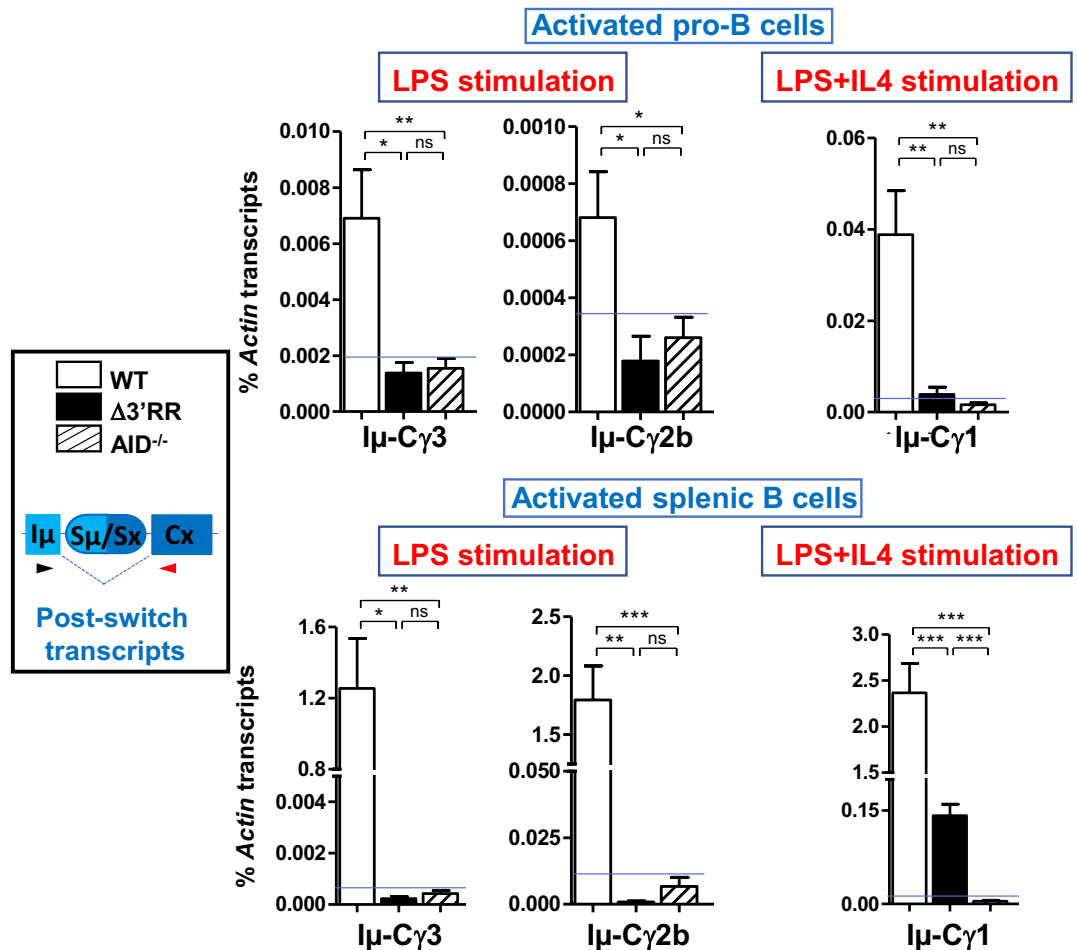 Activated pro-B cells
LPS stimulation
LPS+IL4 stimulation
% Actin transcripts
0.010
0.008
0.006
0.004
0.002
0.000
**
*
ns
Iμ-Cγ3
0.0010
0.0008
0.0006
0.0004
0.0002
0.0000
*
*
ns
Iμ-Cγ2b
0.06
0.04
0.02
0.00
**
**
ns
Iμ-Cγ1
WT
Δ3'RR
AID-/-
Iμ
Sμ/Sx
Cx
Post-switch
transcripts
Activated splenic B cells
LPS stimulation
LPS+IL4 stimulation
% Actin transcripts
1.6
1.2
0.8
0.004
0.002
0.000
**
*
ns
Iμ-Cγ3
2.5
2.0
1.5
1.0
0.050
0.025
0.000
***
**
ns
Iμ-Cγ2b
3.0
2.5
2.0
1.5
0.15
0.00
***
***
***
Iμ-Cγ1